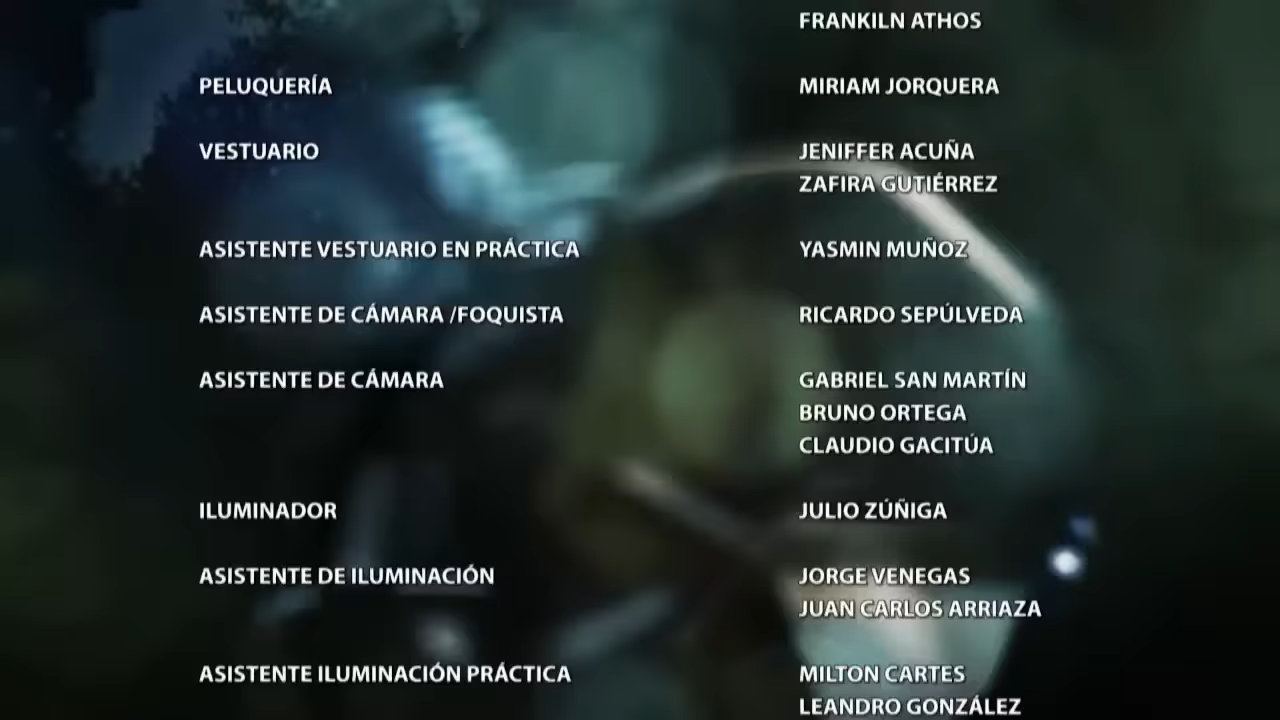 FRANKILN ATHOS
PELUQUERÍA MIRIAM JORQUERA
VESTUARIO JENIFFER ACUÑA
ZAFIRA GUTIÉRREZ
ASISTENTE VESTUARIO EN PRÁCTICA YASMIN MUÑOZ
ASISTENTE DE CÁMARA /FOQUISTA RICARDO SEPÚLVEDA
ASISTENTE DE CÁMARA GABRIEL SAN MARTÍN
BRUNO ORTEGA
CLAUDIO GACITÚA
ILUMINADOR JULIO ZÚÑIGA
ASISTENTE DE ILUMINACIÓN JORGE VENEGAS
JUAN CARLOS ARRIAZA
ASISTENTE ILUMINACIÓN PRÁCTICA MILTON CARTES
LEANDRO GONZÁLEZ